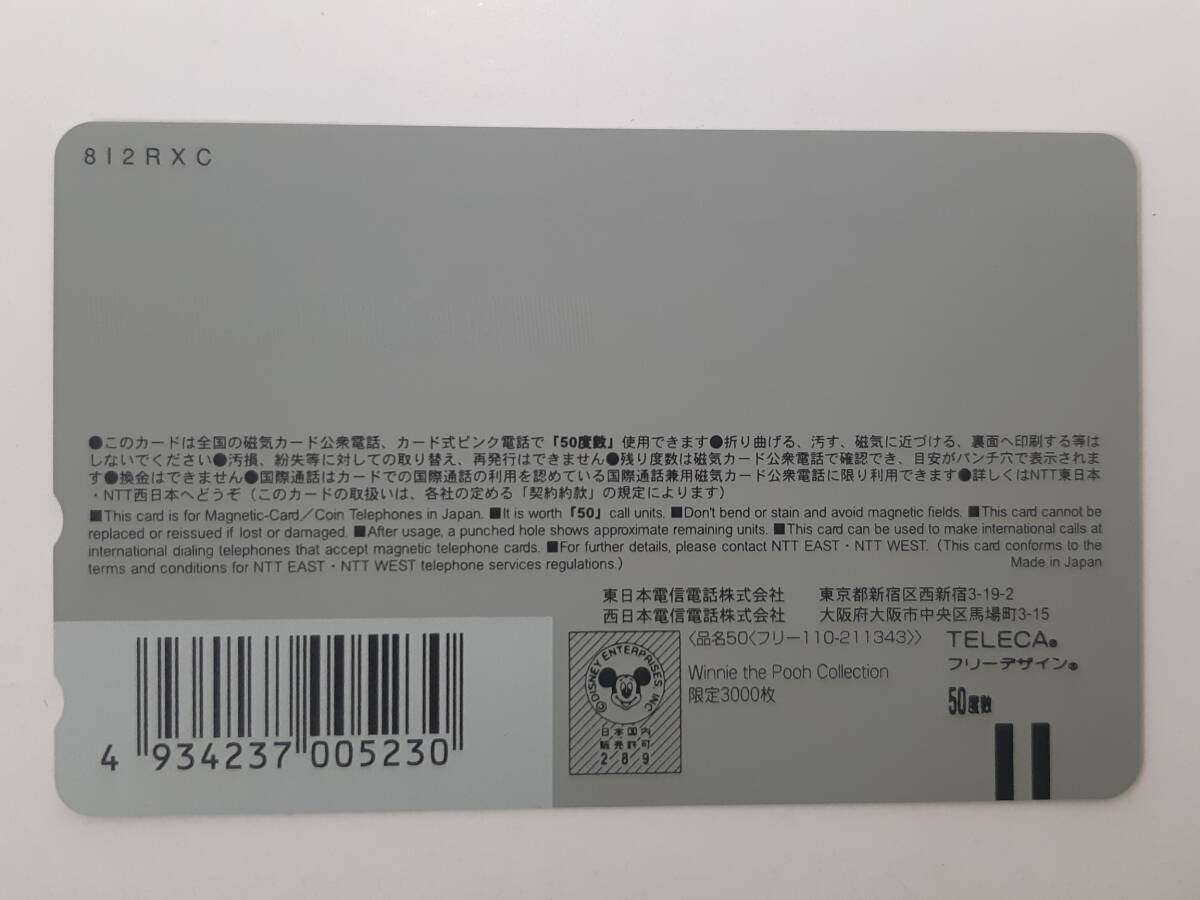 8I2RXC
●このカードは全国の磁気カード公衆電話、カード式ピンク電話で「50度数」使用できます●折り曲げる、汚す、磁気に近づける、裏面へ印刷する等は
しないでください●汚損、紛失等に対しての取り替え、再発行はできません●残り度数は磁気カード公衆電話で確認でき、目安がパンチ穴で表示されま
す●換金はできません●国際通話はカードでの国際通話の利用を認めている国際通話兼用磁気カード公衆電話に限り利用できます●詳しくはNTT東日本
・NTT西日本へどうぞ（このカードの取扱いは、各社の定める「契約約款」の規定によります）
■This card is for Magnetic-Card／Coin Telephones in Japan. ■It is worth「50」call units. ■Don't bend or stain and avoid magnetic fields. ■This card cannot be
replaced or reissued if lost or damaged. ■After usage, a punched hole shows approximate remaining units. ■This card can be used to make international calls at
international dialing telephones that accept magnetic telephone cards. ■For further details, please contact NTT EAST・NTT WEST. (This card conforms to the
terms and conditions for NTT EAST・NTT WEST telephone services regulations.)
Made in Japan
東日本電信電話株式会社 東京都新宿区西新宿3-19-2
西日本電信電話株式会社 大阪府大阪市中央区馬場町3-15
〈品名50〈フリー110-211343〉〉
Winnie the Pooh Collection
限定3000枚
TELECA®
フリーデザイン®
50度数
©DISNEY ENTERPRISES INC
日本国内
販売許可
289
4 934237 005230